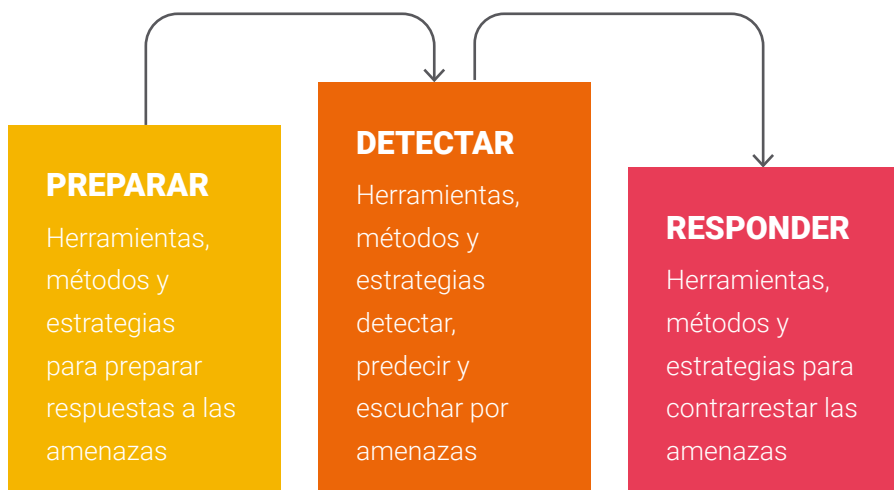 PREPARAR
Herramientas,
métodos y
estrategias
para preparar
respuestas a las
amenazas
DETECTAR
Herramientas,
métodos y
estrategias
detectar,
predecir y
escuchar por
amenazas
RESPONDER
Herramientas,
métodos y
estrategias para
contrarrestar las
amenazas